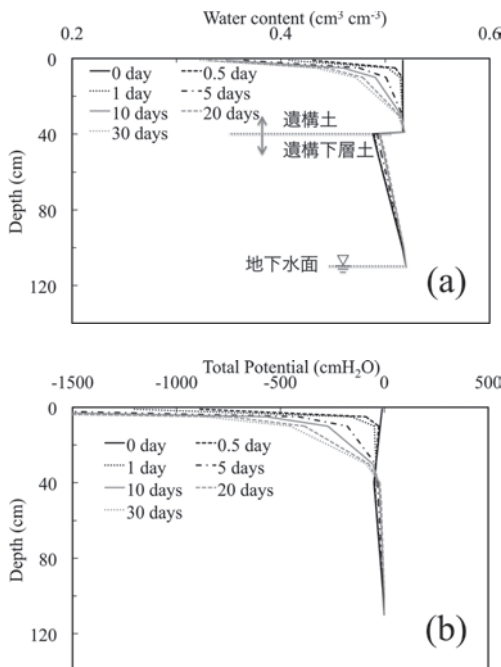 Water content (cm³ cm⁻³)
0.2 0.4 0.6
0
40
80
120
Depth (cm)
0 day 0.5 day
1 day 5 days
10 days 20 days
30 days
遺構土
遺構下層土
地下水面
(a)
Total Potential (cmH₂O)
-1500 -1000 -500 0 500
0
40
80
120
Depth (cm)
0 day 0.5 day
1 day 5 days
10 days 20 days
30 days
(b)